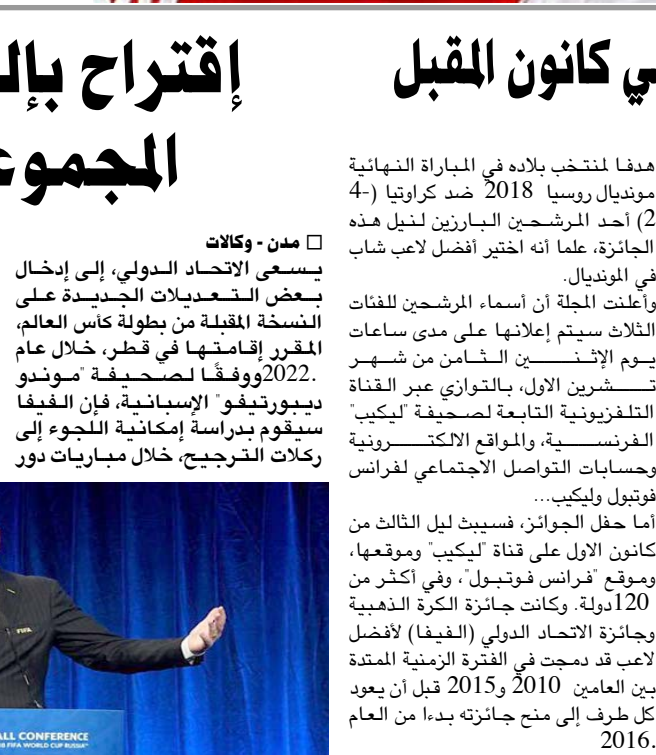 ي كانون المقبل
هدفا لمنتخب بلاده في المباراة النهائية
مونديال روسيا 2018 ضد كراوتيا (-4
2) أحد المرشحين البارزين لنيل هذه
الجائزة، علما أنه اختير أفضل لاعب شاب
في المونديال.
وأعلنت المجلة أن أسماء المرشحين للفئات
الثلاث سيتم إعلانها على مدى ساعات
يوم الإثنين الثامن من شهر
تشرين الاول، بالتوازي عبر القناة
التلفزيونية التابعة لصحيفة "ليكيب"
الفرنسية، والمواقع الالكترونية
وحسابات التواصل الاجتماعي لفرانس
فوتبول وليكيب...
أما حفل الجوائز، فسيبث ليل الثالث من
كانون الاول على قناة "ليكيب" وموقعها،
وموقع "فرانس فوتبول"، وفي أكثر من
120دولة. وكانت جائزة الكرة الذهبية
وجائزة الاتحاد الدولي (الفيفا) لأفضل
لاعب قد دمجت في الفترة الزمنية الممتدة
بين العامين 2010 و2015 قبل أن يعود
كل طرف إلى منح جائزته بدءا من العام
.2016
إقتراح بإل
المجموع
□ مدن - وكالات
يسعى الاتحاد الدولي، إلى إدخال
بعض التعديلات الجديدة على
النسخة المقبلة من بطولة كأس العالم،
المقرر إقامتها في قطر، خلال عام
.2022ووفقًا لصحيفة "موندو
ديبورتيفو" الإسبانية، فإن الفيفا
سيقوم بدراسة إمكانية اللجوء إلى
ركلات الترجيح، خلال مباريات دور
FIFA
ALL CONFERENCE
FIFA WORLD CUP RUSSIA